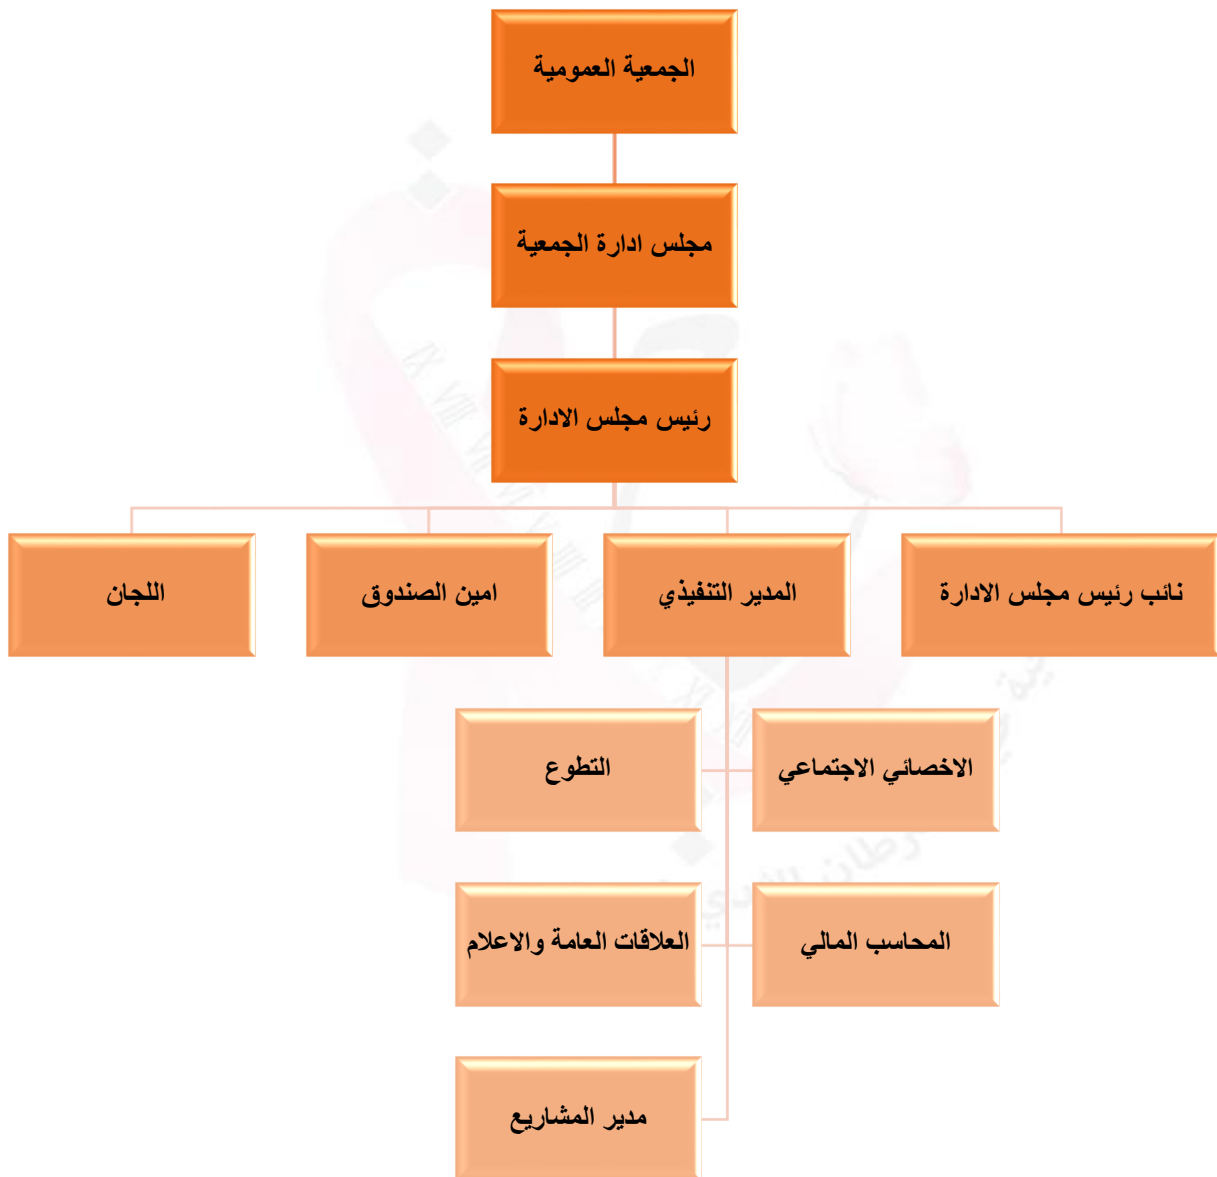 الجمعية العمومية
مجلس ادارة الجمعية
رئيس مجلس الادارة
نائب رئيس مجلس الادارة
المدير التنفيذي
امين الصندوق
اللجان
الاخصائي الاجتماعي
التطوع
المحاسب المالي
العلاقات العامة والاعلام
مدير المشاريع